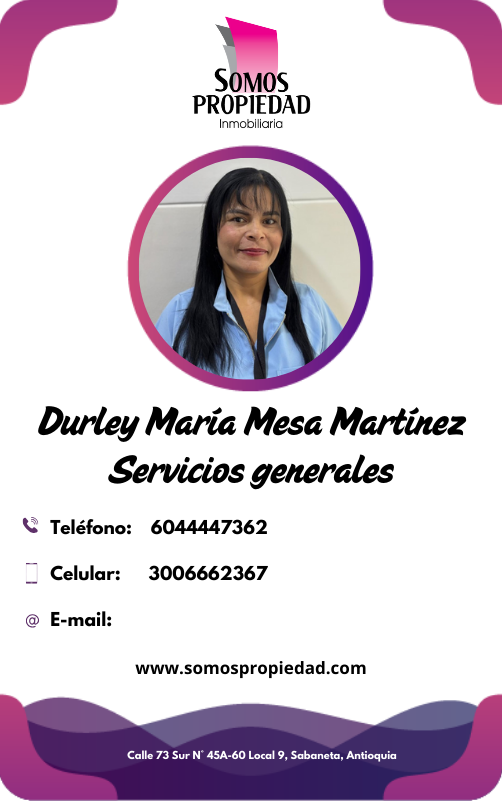 SOMOS
PROPIEDAD
Inmobiliaria
Durley María Mesa Martínez
Servicios generales
Teléfono: 6044447362
Celular: 3006662367
@ E-mail:
www.somospropiedad.com
Calle 73 Sur N° 45A-60 Local 9, Sabaneta, Antioquia